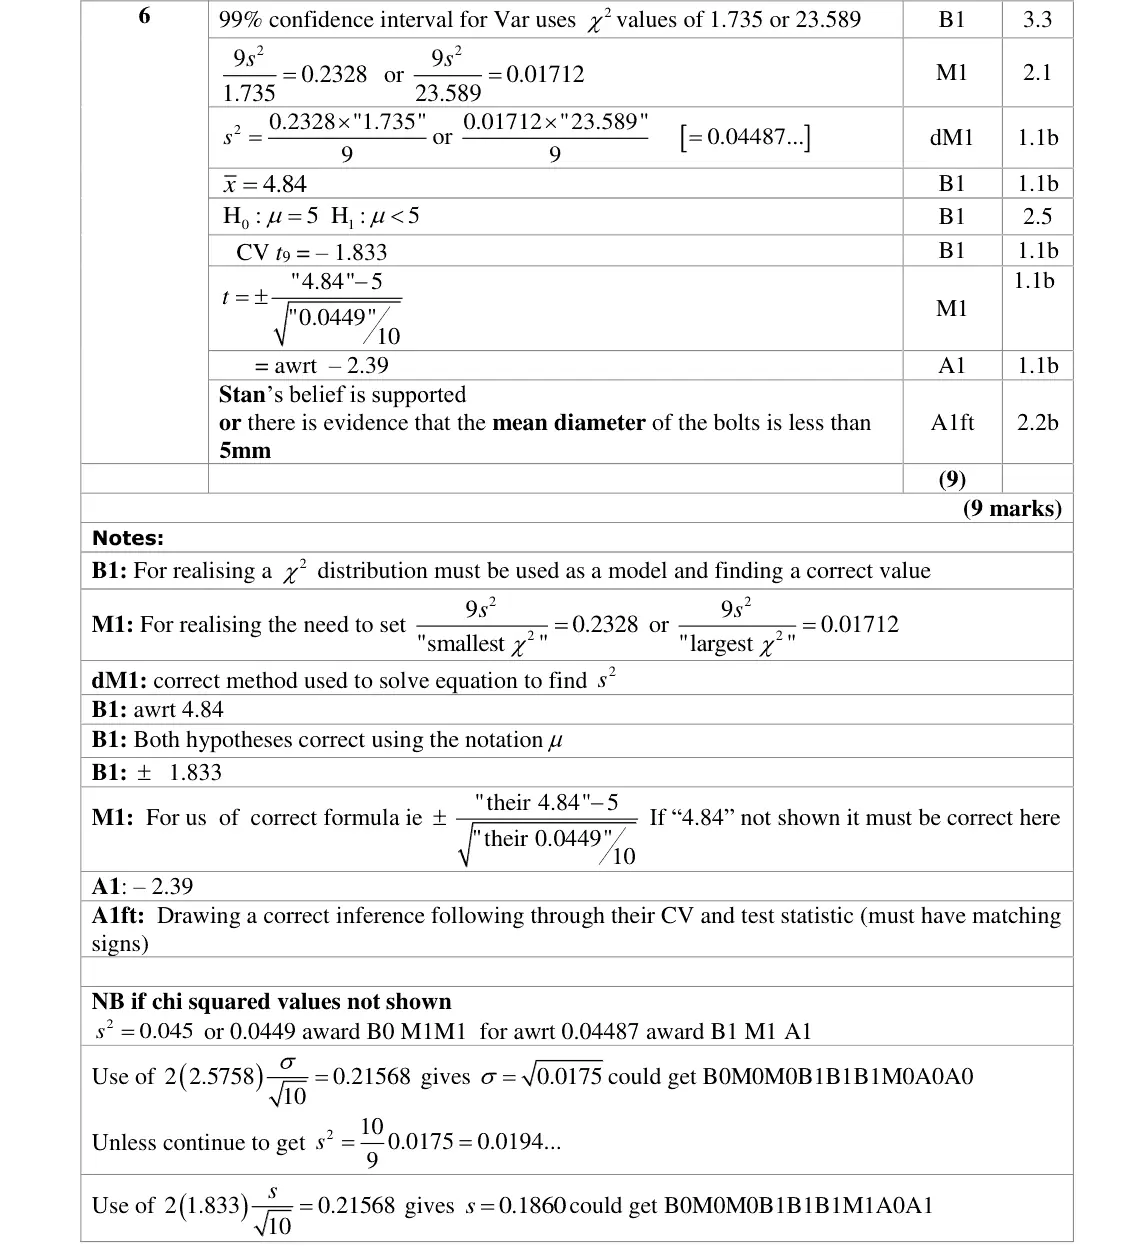 6 99% confidence interval for Var uses χ² values of 1.735 or 23.589 B1 3.3
9s²/1.735 = 0.2328 or 9s²/23.589 = 0.01712 M1 2.1
s² = 0.2328×"1.735"/9 or 0.01712×"23.589"/9 [= 0.04487...] dM1 1.1b
x̅ = 4.84 B1 1.1b
H₀ : μ = 5 H₁ : μ < 5 B1 2.5
CV t₉ = – 1.833 B1 1.1b
t = ± "4.84"–5/√("0.0449"/10) M1 1.1b
= awrt – 2.39 A1 1.1b
Stan's belief is supported
or there is evidence that the mean diameter of the bolts is less than
5mm A1ft 2.2b
(9)
(9 marks)
Notes:
B1: For realising a χ² distribution must be used as a model and finding a correct value
M1: For realising the need to set 9s²/"smallest χ²" = 0.2328 or 9s²/"largest χ²" = 0.01712
dM1: correct method used to solve equation to find s²
B1: awrt 4.84
B1: Both hypotheses correct using the notation μ
B1: ± 1.833
M1: For us of correct formula ie ± "their 4.84"–5/√("their 0.0449"/10) If “4.84” not shown it must be correct here
A1: – 2.39
A1ft: Drawing a correct inference following through their CV and test statistic (must have matching
signs)
NB if chi squared values not shown
s² = 0.045 or 0.0449 award B0 M1M1 for awrt 0.04487 award B1 M1 A1
Use of 2(2.5758) σ/√10 = 0.21568 gives σ = √0.0175 could get B0M0M0B1B1B1M0A0A0
Unless continue to get s² = 10/9 0.0175 = 0.0194...
Use of 2(1.833) s/√10 = 0.21568 gives s = 0.1860 could get B0M0M0B1B1B1M1A0A1